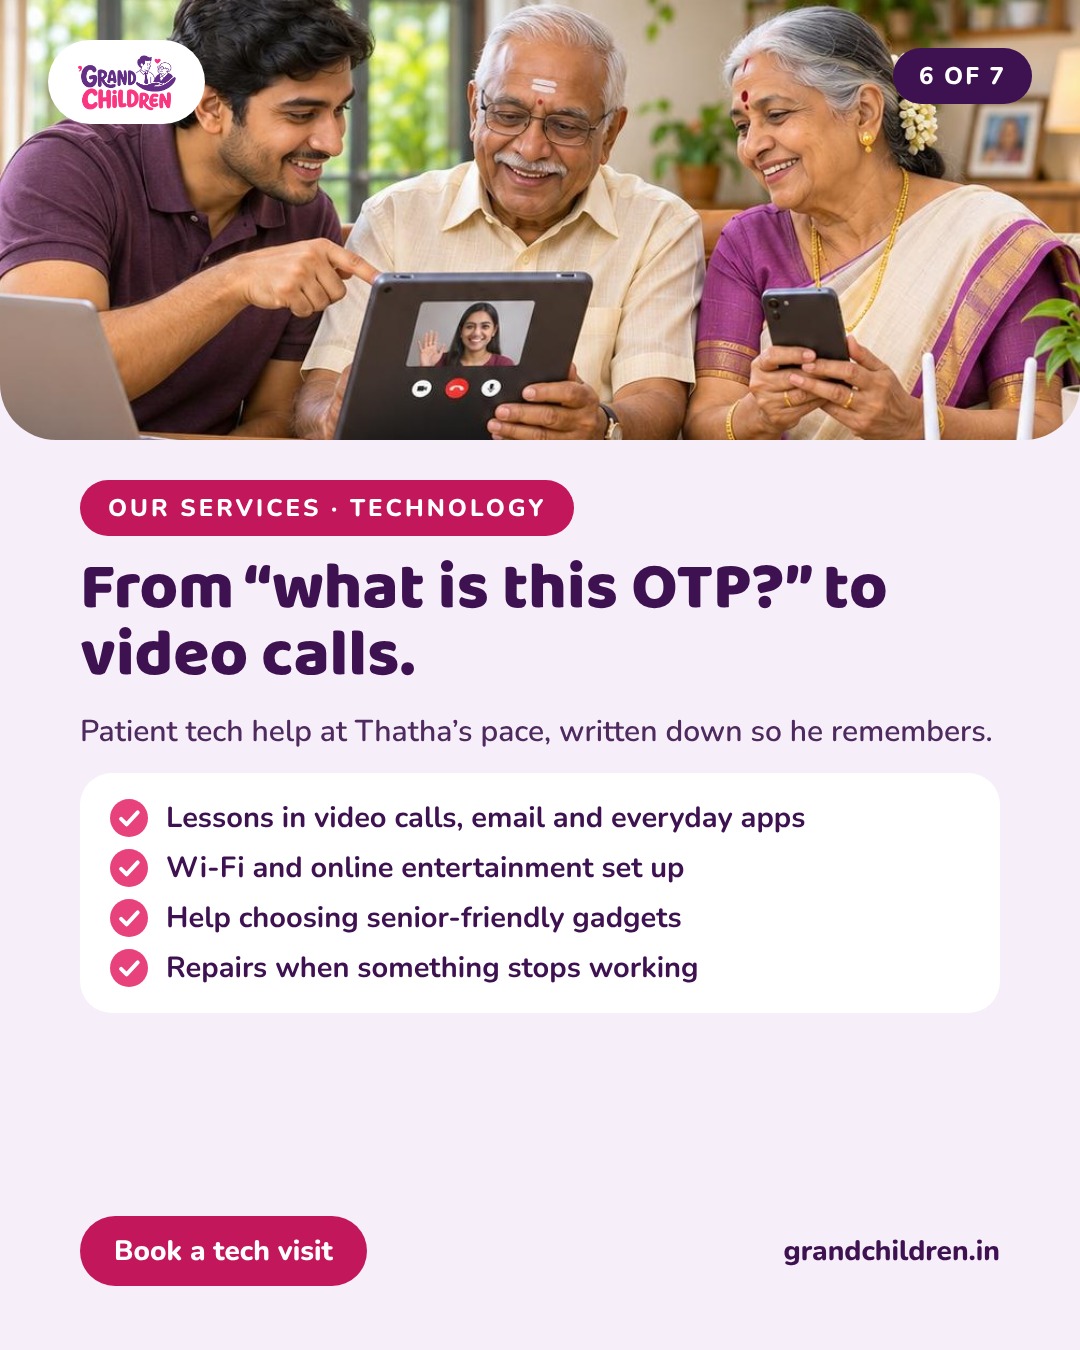 'GRAND
CHiLDREN
6 OF 7
OUR SERVICES · TECHNOLOGY
From “what is this OTP?” to
video calls.
Patient tech help at Thatha’s pace, written down so he remembers.
Lessons in video calls, email and everyday apps
Wi-Fi and online entertainment set up
Help choosing senior-friendly gadgets
Repairs when something stops working
Book a tech visit
grandchildren.in